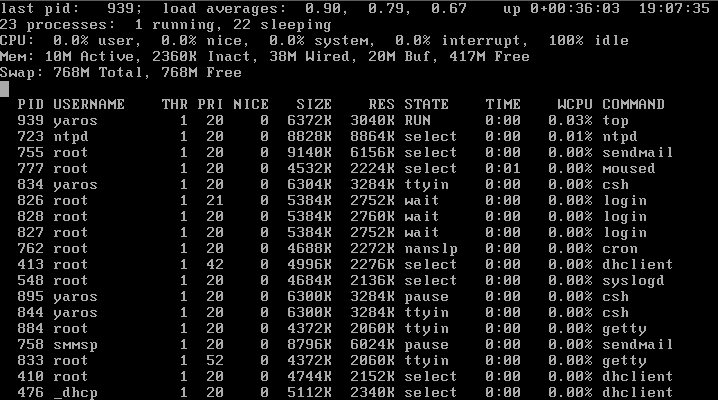 last pid:   939;  load averages:  0.90,  0.79,  0.67    up 0+00:36:03  19:07:35
23 processes:  1 running, 22 sleeping
CPU:  0.0% user,  0.0% nice,  0.0% system,  0.0% interrupt,  100% idle
Mem: 10M Active, 2360K Inact, 38M Wired, 20M Buf, 417M Free
Swap: 768M Total, 768M Free
  PID USERNAME    THR PRI NICE   SIZE    RES STATE    TIME    WCPU COMMAND
  939 yaros         1  20    0  6372K  3040K RUN      0:00   0.03% top
  723 ntpd          1  20    0  8828K  8864K select   0:00   0.01% ntpd
  755 root          1  20    0  9140K  6156K select   0:00   0.00% sendmail
  777 root          1  20    0  4532K  2224K select   0:01   0.00% moused
  834 yaros         1  20    0  6304K  3284K ttyin    0:00   0.00% csh
  826 root          1  21    0  5384K  2752K wait     0:00   0.00% login
  828 root          1  20    0  5384K  2760K wait     0:00   0.00% login
  827 root          1  20    0  5384K  2752K wait     0:00   0.00% login
  762 root          1  20    0  4688K  2272K nanslp   0:00   0.00% cron
  413 root          1  42    0  4996K  2276K select   0:00   0.00% dhclient
  548 root          1  20    0  4684K  2136K select   0:00   0.00% syslogd
  895 yaros         1  20    0  6300K  3284K pause    0:00   0.00% csh
  844 yaros         1  20    0  6300K  3284K ttyin    0:00   0.00% csh
  884 root          1  20    0  4372K  2060K ttyin    0:00   0.00% getty
  758 smmsp         1  20    0  8796K  6024K pause    0:00   0.00% sendmail
  833 root          1  52    0  4372K  2060K ttyin    0:00   0.00% getty
  410 root          1  20    0  4744K  2152K select   0:00   0.00% dhclient
  476 _dhcp         1  20    0  5112K  2340K select   0:00   0.00% dhclient